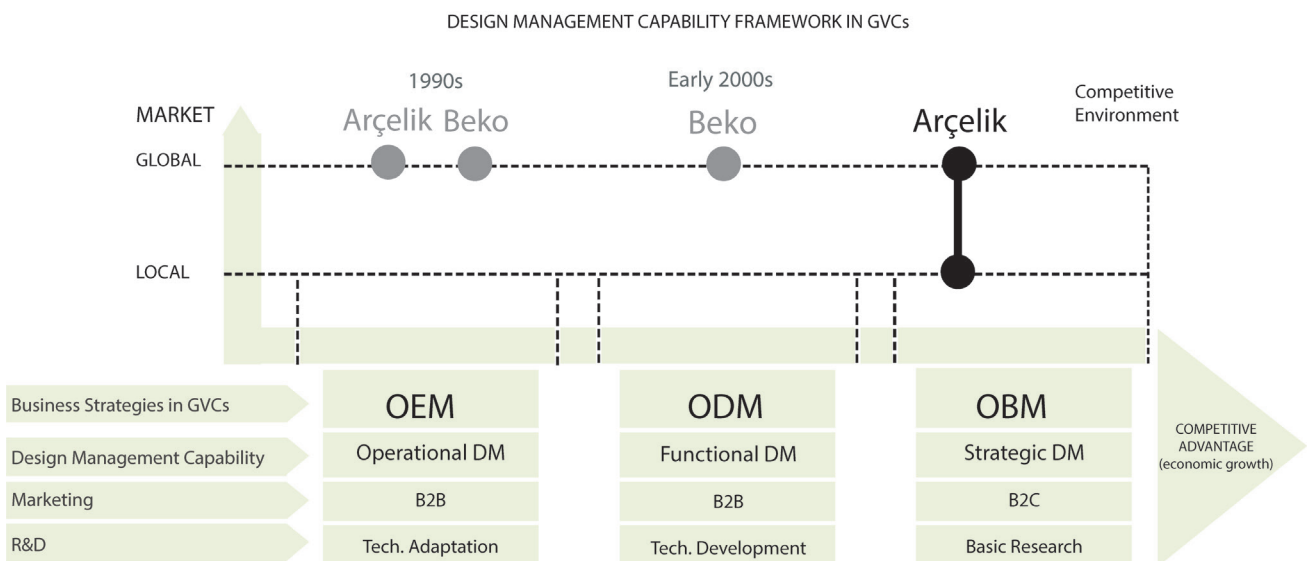 DESIGN MANAGEMENT CAPABILITY FRAMEWORK IN GVCs
1990s
Early 2000s
Competitive
Environment
MARKET
Arçelik Beko
Beko
Arçelik
GLOBAL
LOCAL
Business Strategies in GVCs
OEM
ODM
OBM
Design Management Capability
Operational DM
Functional DM
Strategic DM
Marketing
B2B
B2B
B2C
R&D
Tech. Adaptation
Tech. Development
Basic Research
COMPETITIVE
ADVANTAGE
(economic growth)